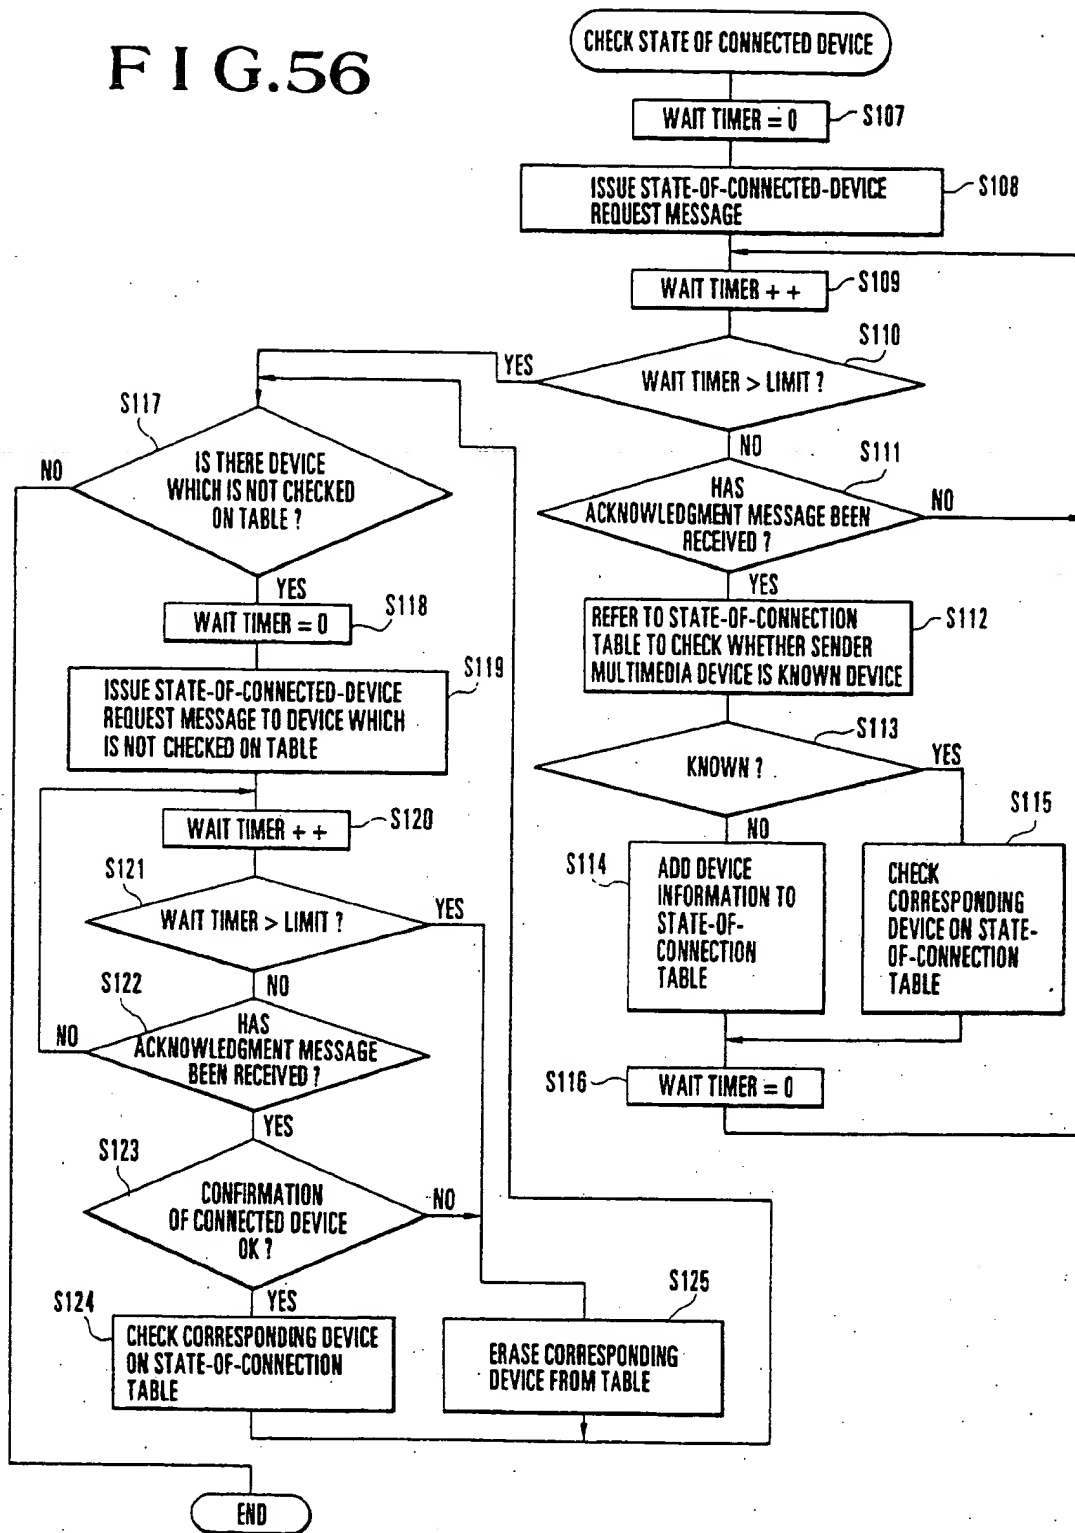 FIG.56
CHECK STATE OF CONNECTED DEVICE
WAIT TIMER = 0
S107
ISSUE STATE-OF-CONNECTED-DEVICE
REQUEST MESSAGE
S108
WAIT TIMER + +
S109
S110
WAIT TIMER > LIMIT ?
YES
NO
S111
HAS
ACKNOWLEDGMENT MESSAGE BEEN
RECEIVED ?
NO
YES
REFER TO STATE-OF-CONNECTION
TABLE TO CHECK WHETHER SENDER
MULTIMEDIA DEVICE IS KNOWN DEVICE
S112
S113
KNOWN ?
YES
NO
S114
ADD DEVICE
INFORMATION TO
STATE-OF-
CONNECTION
TABLE
S115
CHECK
CORRESPONDING
DEVICE ON STATE-
OF-CONNECTION
TABLE
S116
WAIT TIMER = 0
S117
NO
IS THERE DEVICE
WHICH IS NOT CHECKED
ON TABLE ?
YES
S118
WAIT TIMER = 0
S119
ISSUE STATE-OF-CONNECTED-DEVICE
REQUEST MESSAGE TO DEVICE WHICH
IS NOT CHECKED ON TABLE
WAIT TIMER + +
S120
S121
WAIT TIMER > LIMIT ?
YES
NO
S122
NO
HAS
ACKNOWLEDGMENT MESSAGE
BEEN RECEIVED ?
YES
S123
CONFIRMATION
OF CONNECTED DEVICE
OK ?
NO
YES
S124
CHECK CORRESPONDING DEVICE
ON STATE-OF-CONNECTION
TABLE
S125
ERASE CORRESPONDING
DEVICE FROM TABLE
END